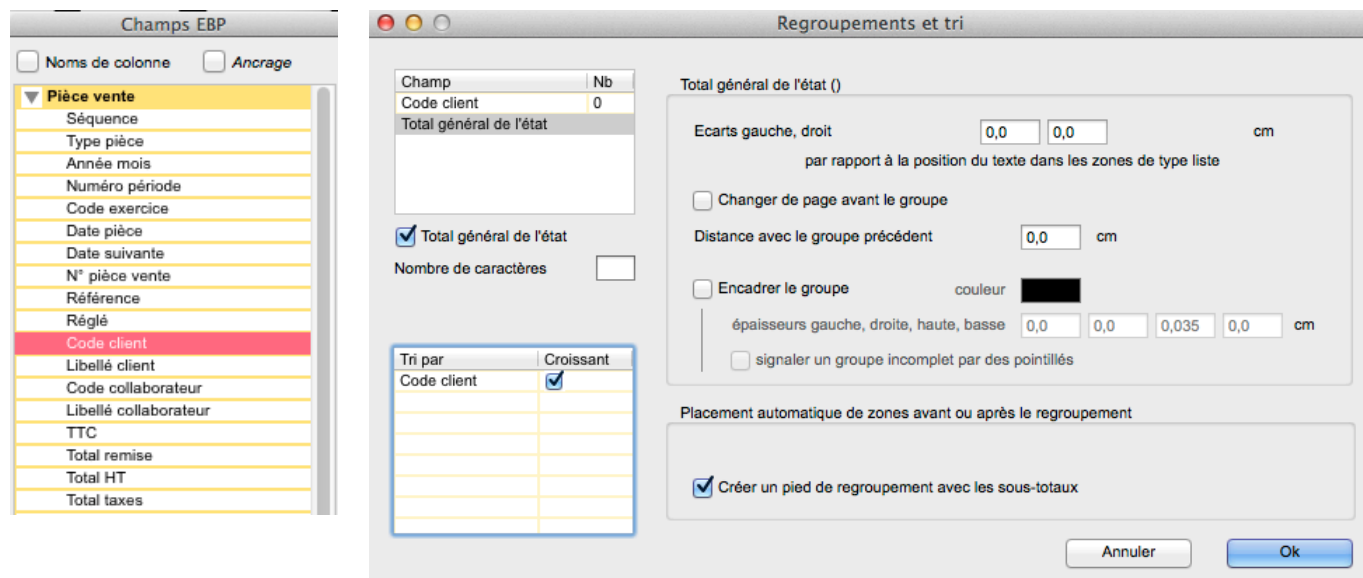 Champs EBP
Noms de colonne Ancrage
Pièce vente
Séquence
Type pièce
Année mois
Numéro période
Code exercice
Date pièce
Date suivante
N° pièce vente
Référence
Réglé
Code client
Libellé client
Code collaborateur
Libellé collaborateur
TTC
Total remise
Total HT
Total taxes
Regroupements et tri
Champ Nb
Code client 0
Total général de l'état
Total général de l'état
Nombre de caractères
Tri par Croissant
Code client
Total général de l'état ()
Ecarts gauche, droit 0,0 0,0 cm
par rapport à la position du texte dans les zones de type liste
Changer de page avant le groupe
Distance avec le groupe précédent 0,0 cm
Encadrer le groupe couleur
épaisseurs gauche, droite, haute, basse 0,0 0,0 0,035 0,0 cm
signaler un groupe incomplet par des pointillés
Placement automatique de zones avant ou après le regroupement
Créer un pied de regroupement avec les sous-totaux
Annuler Ok